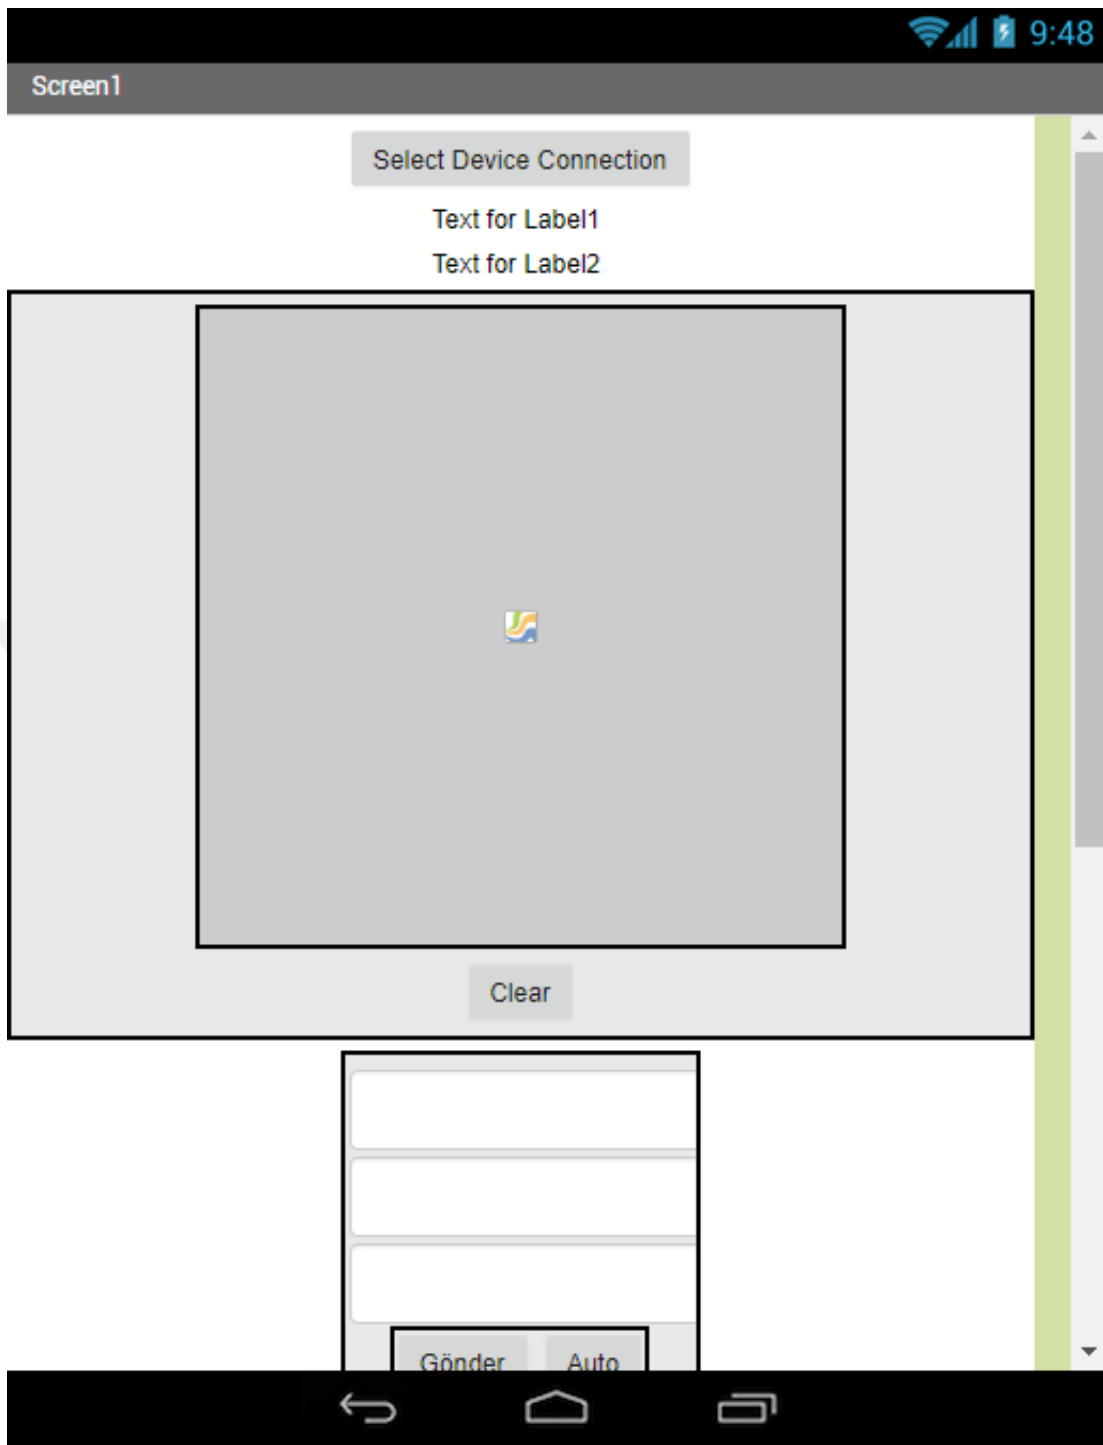 9:48
Screen1
Select Device Connection
Text for Label1
Text for Label2
Clear
Gönder Auto